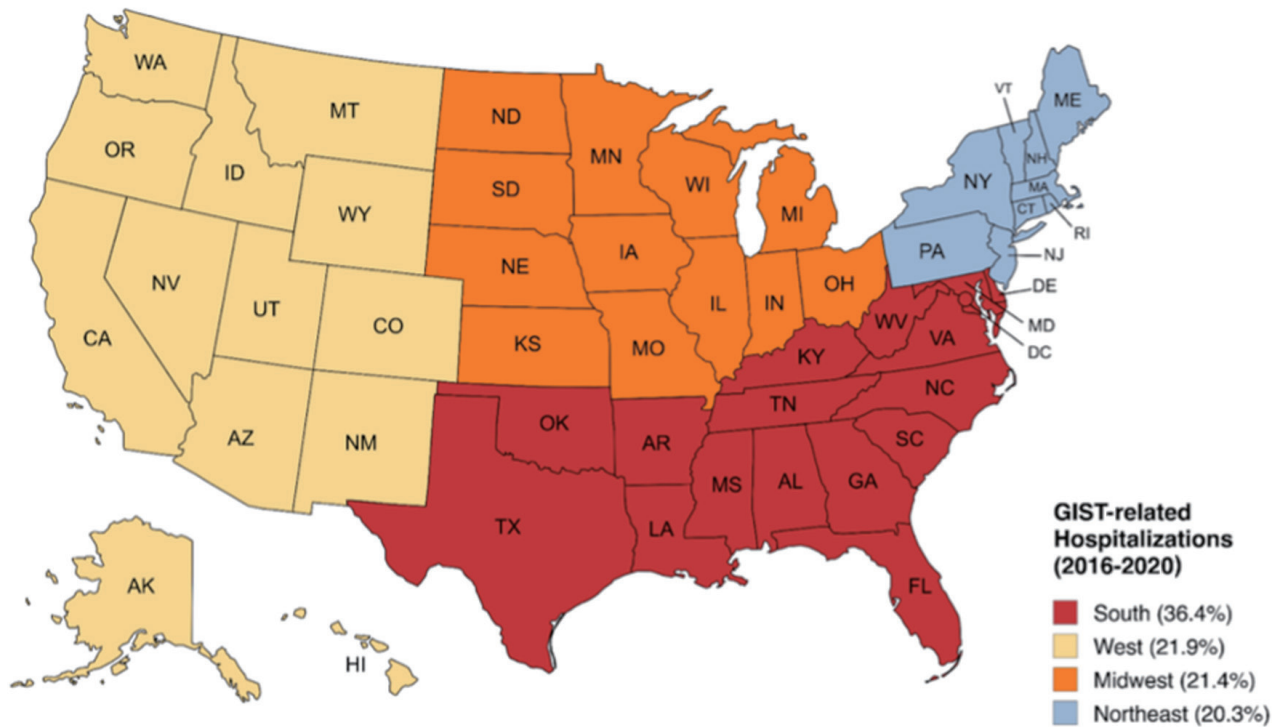 WA
MT
ND
MN
VT
ME
OR
ID
SD
WI
NH
WY
MI
NY
MA
CT
RI
NV
NE
IA
PA
NJ
UT
CO
IL
IN
OH
DE
CA
KS
MO
WV
VA
MD
KY
DC
AZ
NM
OK
AR
TN
NC
SC
TX
LA
MS
AL
GA
FL
AK
HI
GIST-related
Hospitalizations
(2016-2020)
South (36.4%)
West (21.9%)
Midwest (21.4%)
Northeast (20.3%)